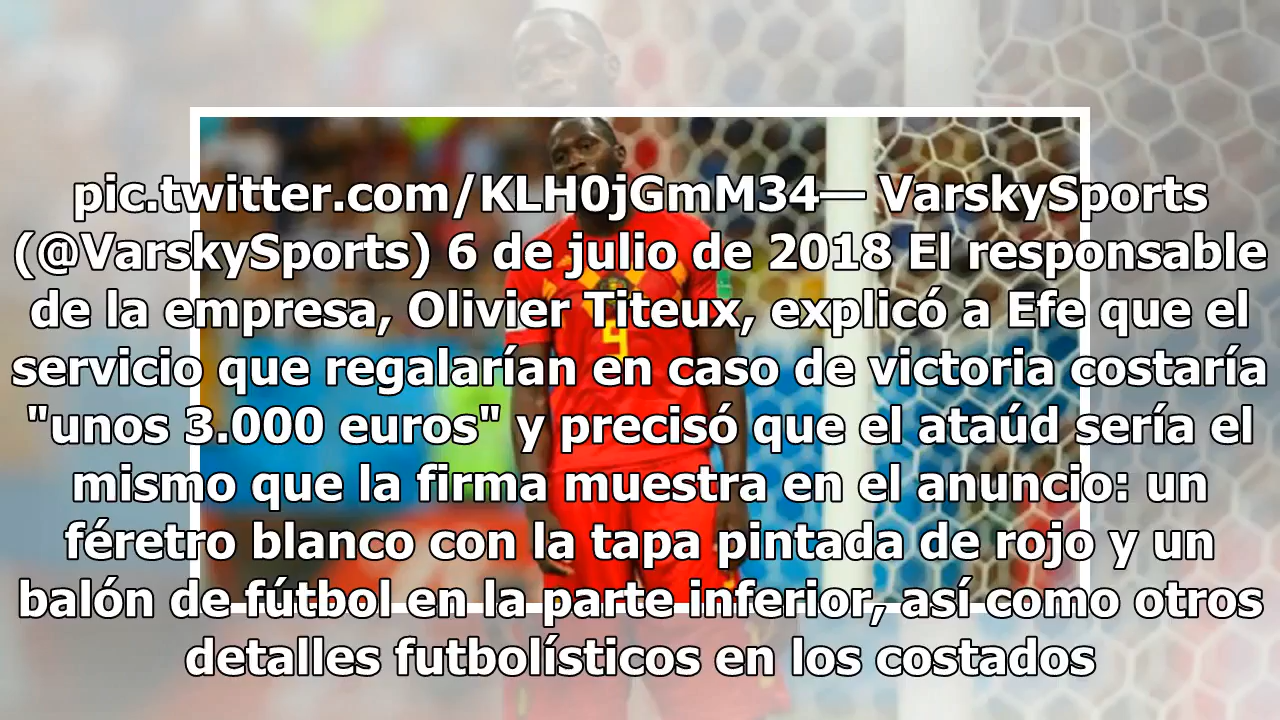 pic.twitter.com/KLH0jGmM34— VarskySports
(@VarskySports) 6 de julio de 2018 El responsable
de la empresa, Olivier Titeux, explicó a Efe que el
servicio que regalarían en caso de victoria costaría
"unos 3.000 euros" y precisó que el ataúd sería el
mismo que la firma muestra en el anuncio: un
féretro blanco con la tapa pintada de rojo y un
balón de fútbol en la parte inferior, así como otros
detalles futbolísticos en los costados
9